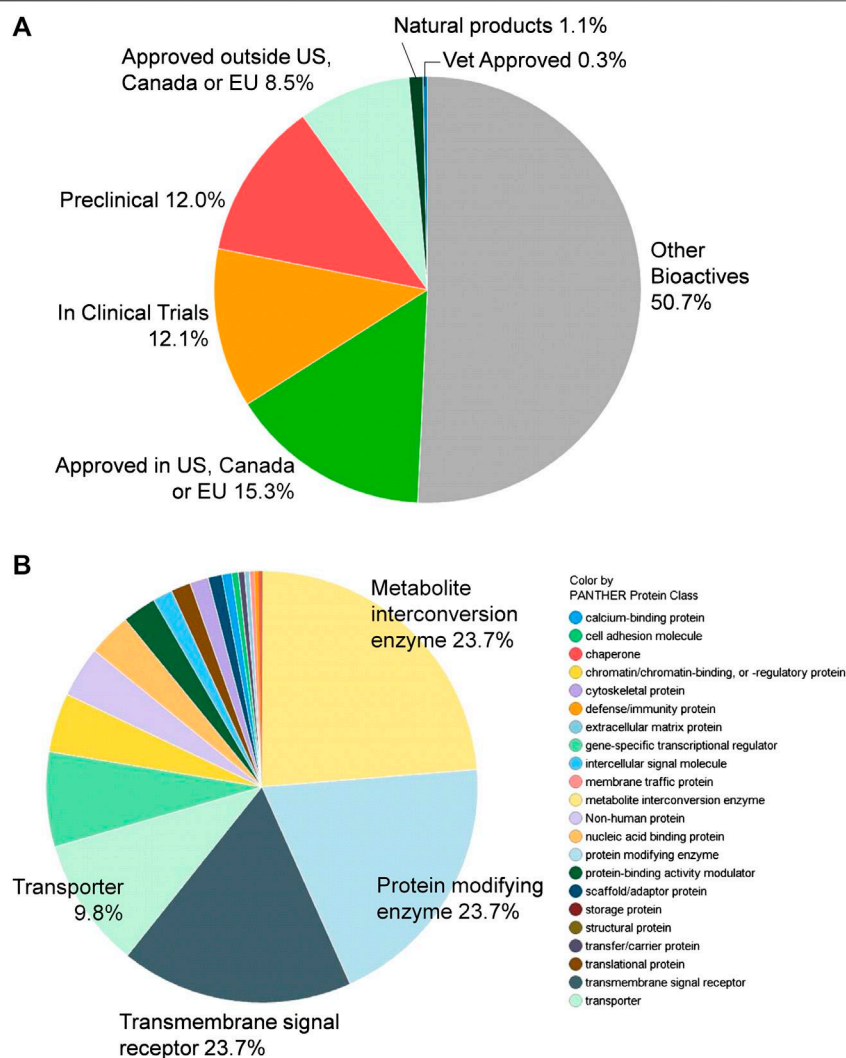 A
Natural products 1.1%
Approved outside US,
Canada or EU 8.5%
Vet Approved 0.3%
Preclinical 12.0%
Other
Bioactives
50.7%
In Clinical Trials
12.1%
Approved in US, Canada
or EU 15.3%
B
Metabolite
interconversion
enzyme 23.7%
Protein modifying
enzyme 23.7%
Transporter
9.8%
Transmembrane signal
receptor 23.7%
Color by
PANTHER Protein Class
calcium-binding protein
cell adhesion molecule
chaperone
chromatin/chromatin-binding, or -regulatory protein
cytoskeletal protein
defense/immunity protein
extracellular matrix protein
gene-specific transcriptional regulator
intercellular signal molecule
membrane traffic protein
metabolite interconversion enzyme
Non-human protein
nucleic acid binding protein
protein modifying enzyme
protein-binding activity modulator
scaffold/adaptor protein
storage protein
structural protein
transfer/carrier protein
translational protein
transmembrane signal receptor
transporter